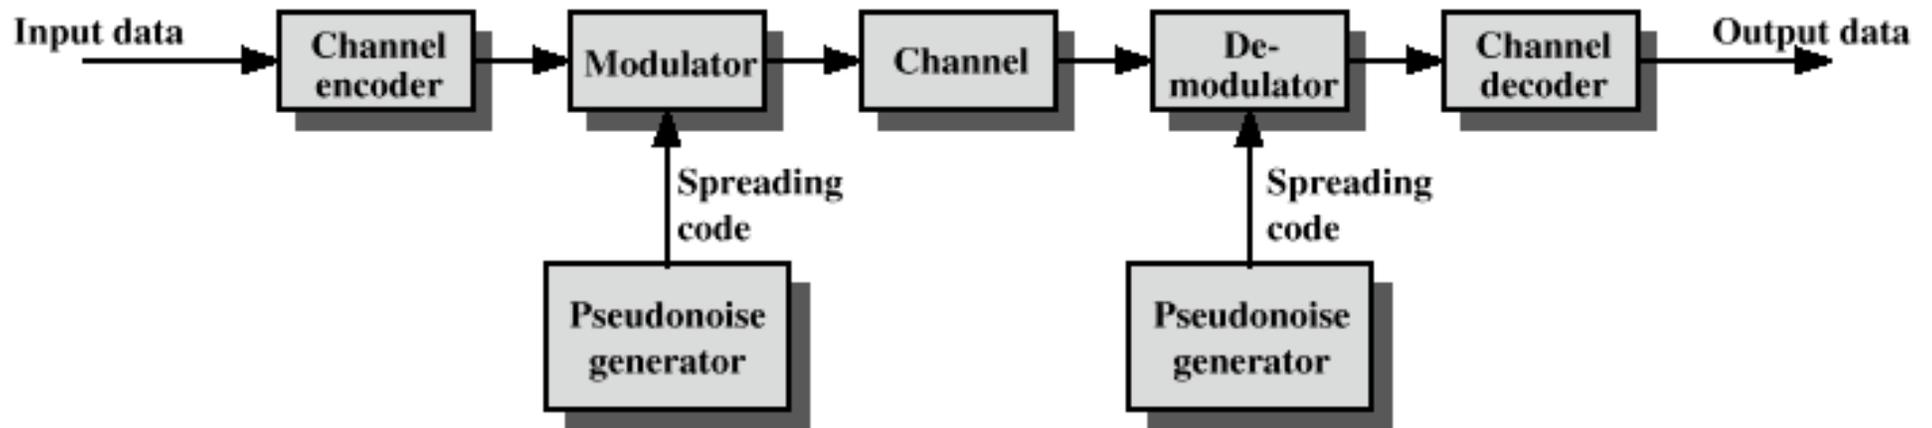 Input data
Channel
encoder
Modulator
Channel
De-
modulator
Channel
decoder
Output data
Spreading
code
Spreading
code
Pseudonoise
generator
Pseudonoise
generator